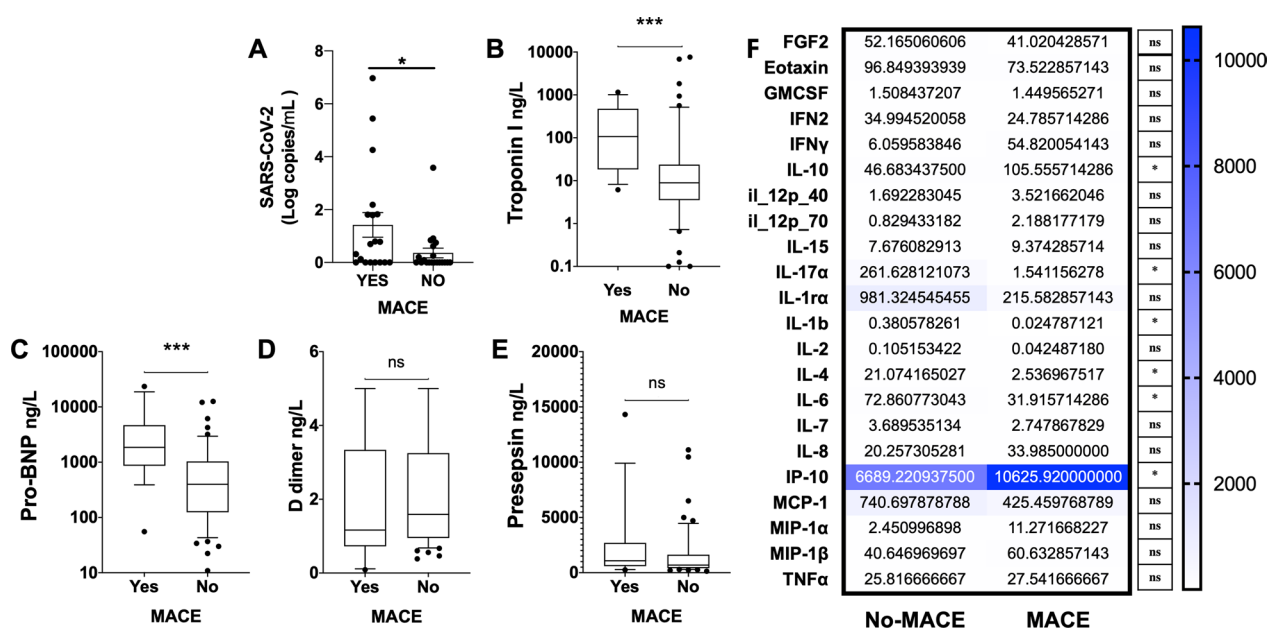 A
SARS-CoV-2
(Log copies/mL)
8
6
4
2
0
*
YES NO
MACE
B
Troponin I ng/L
10000
1000
100
10
1
0.1
***
Yes No
MACE
C
Pro-BNP ng/L
100000
10000
1000
100
10
***
Yes No
MACE
D
D dimer ng/L
6
4
2
0
ns
Yes No
MACE
E
Presepsin ng/L
20000
15000
10000
5000
0
ns
Yes No
MACE
F
FGF2 52.165060606 41.020428571 ns
Eotaxin 96.849393939 73.522857143 ns
GMCSF 1.508437207 1.449565271 ns
IFN2 34.994520058 24.785714286 ns
IFNγ 6.059583846 54.820054143 ns
IL-10 46.683437500 105.555714286 *
il_12p_40 1.692283045 3.521662046 ns
il_12p_70 0.829433182 2.188177179 ns
IL-15 7.676082913 9.374285714 ns
IL-17α 261.628121073 1.541156278 *
IL-1rα 981.324545455 215.582857143 ns
IL-1b 0.380578261 0.024787121 *
IL-2 0.105153422 0.042487180 ns
IL-4 21.074165027 2.536967517 *
IL-6 72.860773043 31.915714286 *
IL-7 3.689535134 2.747867829 ns
IL-8 20.257305281 33.985000000 ns
IP-10 6689.220937500 10625.920000000 *
MCP-1 740.697878788 425.459768789 ns
MIP-1α 2.450996898 11.271668227 ns
MIP-1β 40.646969697 60.632857143 ns
TNFα 25.816666667 27.541666667 ns
No-MACE MACE
10000
8000
6000
4000
2000